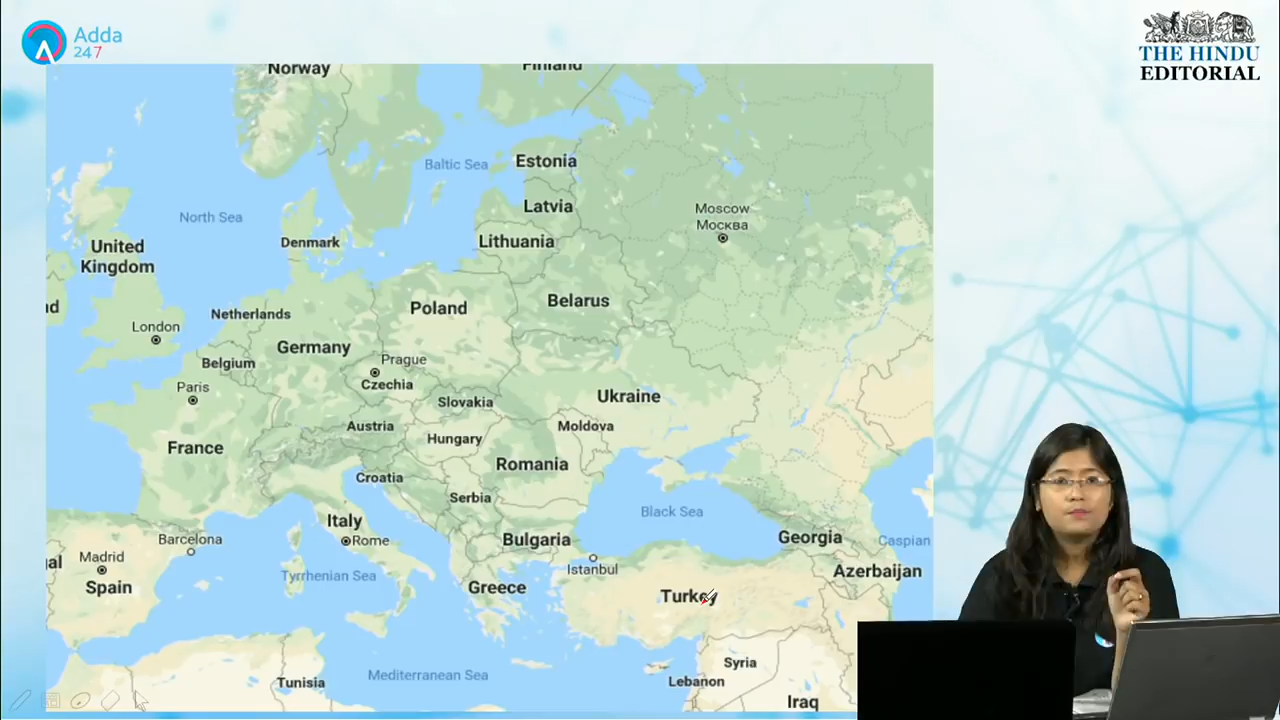 Adda
247
THE HINDU
EDITORIAL
Norway
Finland
Baltic Sea
Estonia
North Sea
Latvia
Moscow
Москва
United
Kingdom
Denmark
Lithuania
nd
Netherlands
Poland
Belarus
London
Germany
Belgium
Prague
Paris
Czechia
Slovakia
Ukraine
Austria
Hungary
Moldova
France
Romania
Croatia
Serbia
Italy
Black Sea
Barcelona
Rome
Bulgaria
Georgia
Caspian
gal
Madrid
Istanbul
Azerbaijan
Spain
Tyrrhenian Sea
Greece
Turkey
Syria
Tunisia
Mediterranean Sea
Lebanon
Iraq